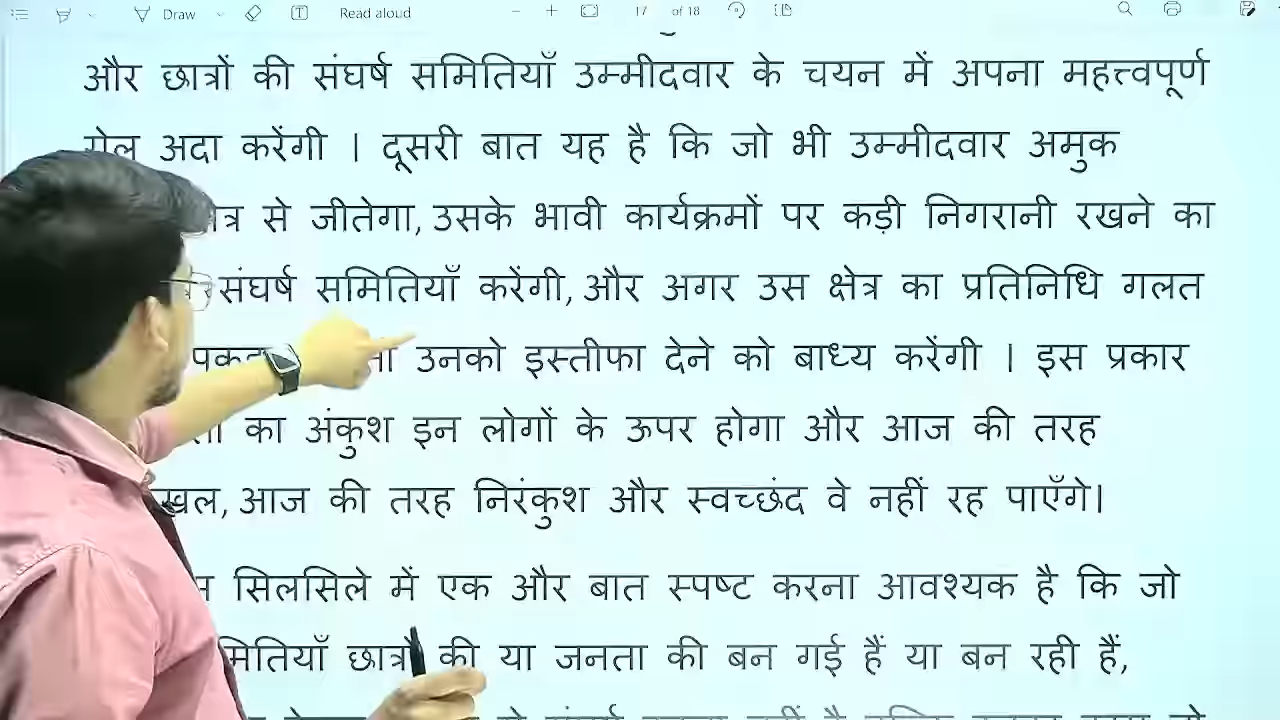 Draw Read aloud 17 of 18
और छात्रों की संघर्ष समितियाँ उम्मीदवार के चयन में अपना महत्त्वपूर्ण
अदा करेंगी । दूसरी बात यह है कि जो भी उम्मीदवार अमुक
से जीतेगा, उसके भावी कार्यक्रमों पर कड़ी निगरानी रखने का
संघर्ष समितियाँ करेंगी, और अगर उस क्षेत्र का प्रतिनिधि गलत
उनको इस्तीफा देने को बाध्य करेंगी । इस प्रकार
का अंकुश इन लोगों के ऊपर होगा और आज की तरह
आज की तरह निरंकुश और स्वच्छंद वे नहीं रह पाएँगे।
सिलसिले में एक और बात स्पष्ट करना आवश्यक है कि जो
छात्रों की या जनता की बन गई हैं या बन रही हैं,